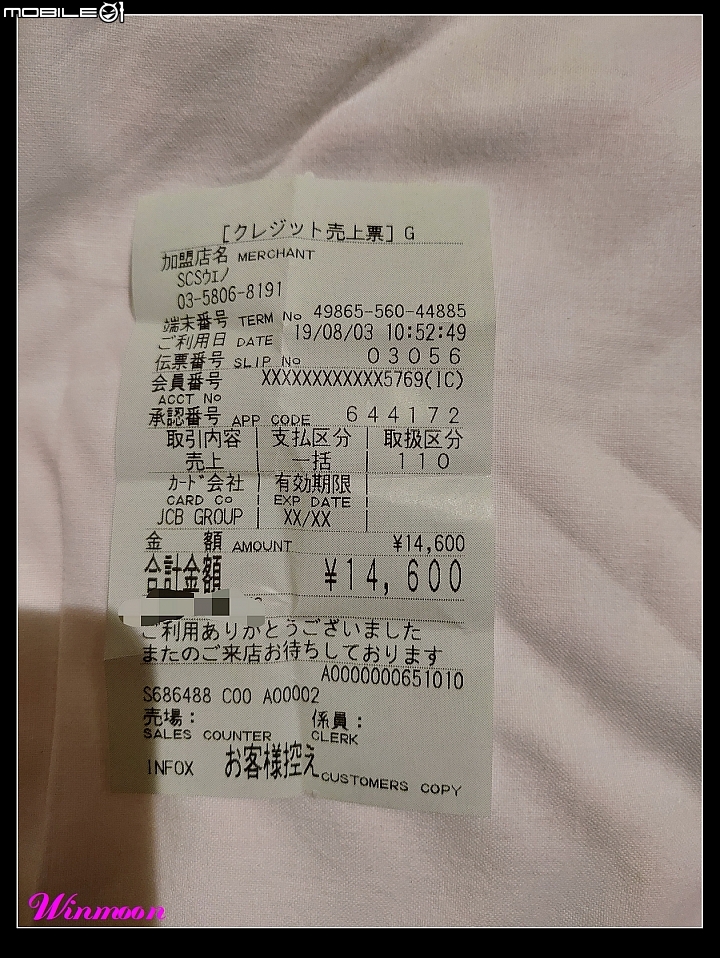 MOBILE01
[クレジット売上票] G
加盟店名 MERCHANT
SCSウエノ
03-5806-8191
端末番号 TERM No 49865-560-44885
ご利用日 DATE 19/08/03 10:52:49
伝票番号 SLIP No 03056
会員番号 XXXXXXXXXXXX5769(IC)
ACCT No
承認番号 APP CODE 644172
取引内容 支払区分 取扱区分
売上 一括 110
カード会社 有効期限
CARD CO EXP DATE
JCB GROUP XX/XX
金 額 AMOUNT ¥14,600
合計金額 ¥14,600
ご利用ありがとうございました
またのご来店お待ちしております
A0000000651010
S686488 C00 A00002
売場: 係員:
SALES COUNTER CLERK
INFOX お客様控え CUSTOMERS COPY
Winmoon